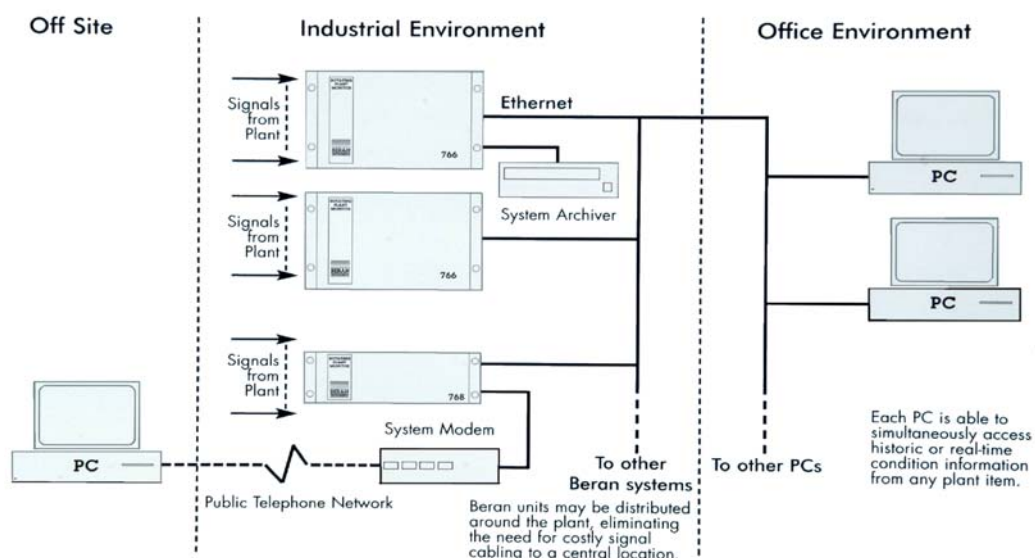 Off Site
Industrial Environment
Office Environment
Signals
from
Plant
766
Ethernet
System Archiver
PC
Signals
from
Plant
BERAN
766
PC
Signals
from
Plant
768
System Modem
PC
Public Telephone Network
To other
Beran systems
To other PCs
Beran units may be distributed
around the plant, eliminating
the need for costly signal
cabling to a central location.
Each PC is able to
simultaneously access
historic or real-time
condition information
from any plant item.